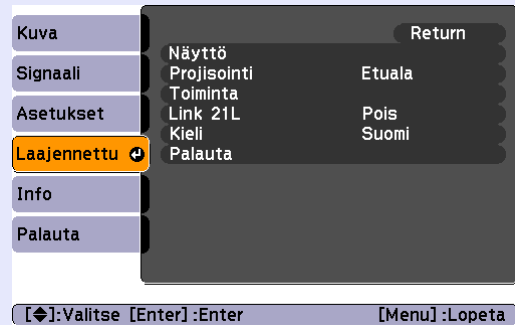 Kuva
Signaali
Asetukset
Laajennettu
Info
Palauta
Return
Näyttö
Projisointi Etuala
Toiminta
Link 21L Pois
Kieli Suomi
Palauta
[◆]:Valitse [Enter]:Enter [Menu]:Lopeta